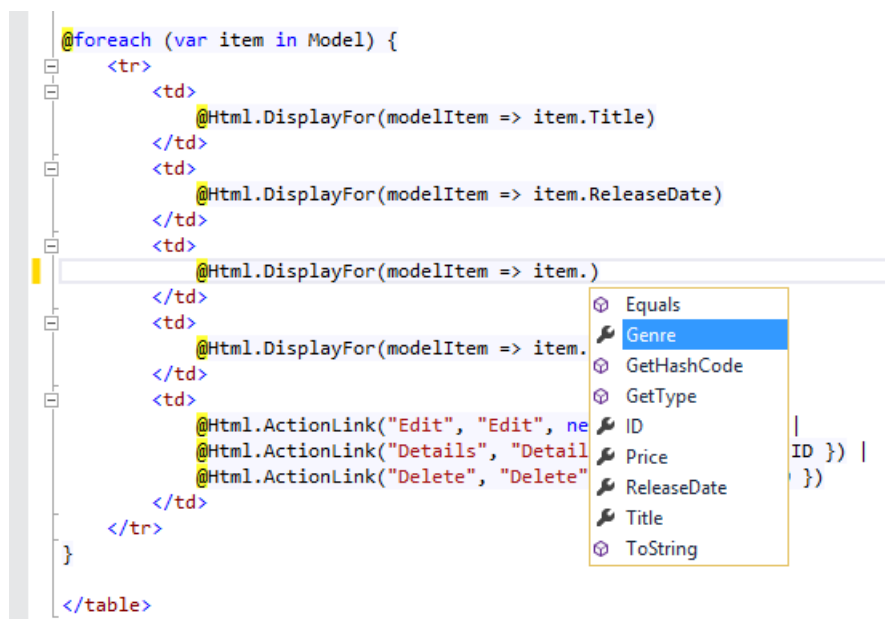 @foreach (var item in Model) {
<tr>
<td>
@Html.DisplayFor(modelItem => item.Title)
</td>
<td>
@Html.DisplayFor(modelItem => item.ReleaseDate)
</td>
<td>
@Html.DisplayFor(modelItem => item.)
</td>
<td>
@Html.DisplayFor(modelItem => item.
</td>
<td>
@Html.ActionLink("Edit", "Edit", ne |
@Html.ActionLink("Details", "Detail ID }) |
@Html.ActionLink("Delete", "Delete" })
</td>
</tr>
}
</table>
Equals
Genre
GetHashCode
GetType
ID
Price
ReleaseDate
Title
ToString